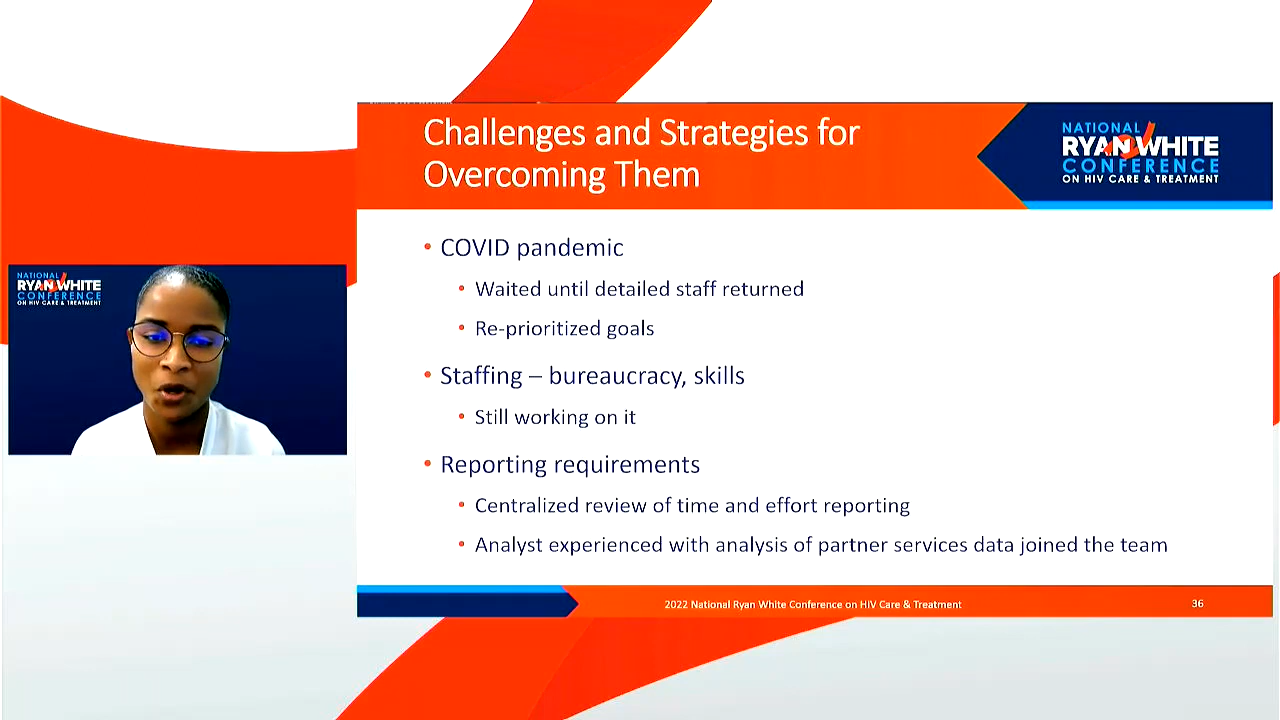 Challenges and Strategies for
Overcoming Them
NATIONAL
RYAN WHITE
CONFERENCE
ON HIV CARE & TREATMENT
NATIONAL
RYAN WHITE
CONFERENCE
ON HIV CARE & TREATMENT
• COVID pandemic
• Waited until detailed staff returned
• Re-prioritized goals
• Staffing – bureaucracy, skills
• Still working on it
• Reporting requirements
• Centralized review of time and effort reporting
• Analyst experienced with analysis of partner services data joined the team
2022 National Ryan White Conference on HIV Care & Treatment
36